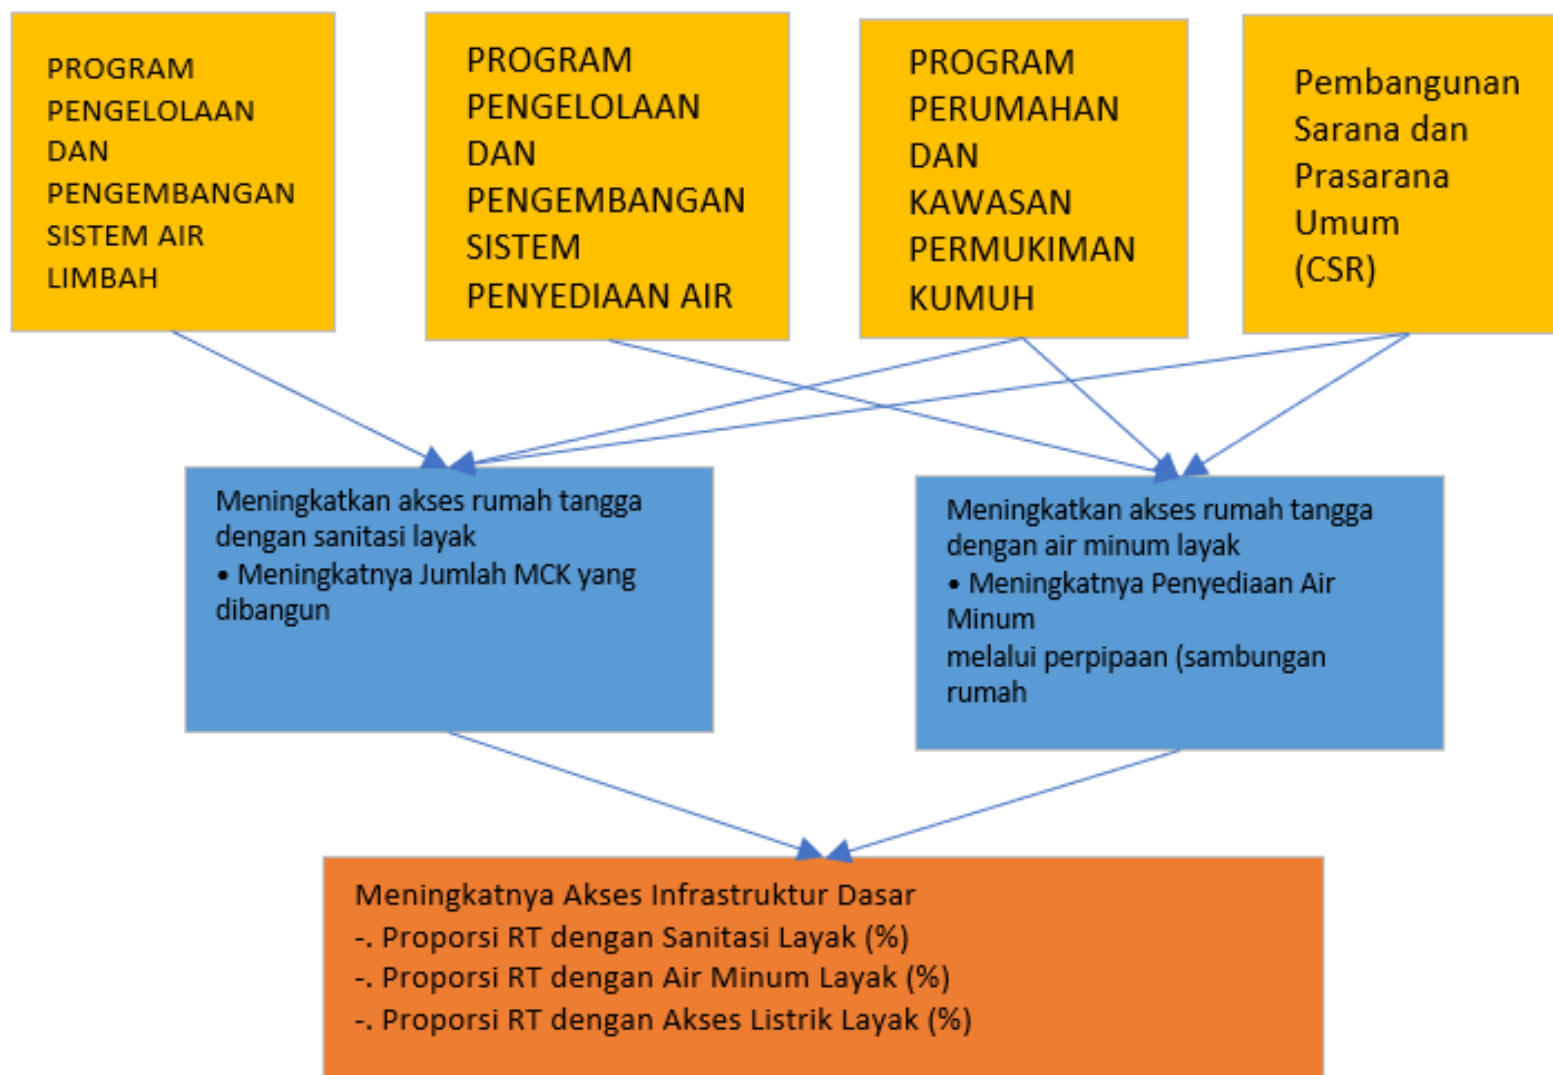 PROGRAM
PENGELOLAAN
DAN
PENGEMBANGAN
SISTEM AIR
LIMBAH
PROGRAM
PENGELOLAAN
DAN
PENGEMBANGAN
SISTEM
PENYEDIAAN AIR
PROGRAM
PERUMAHAN
DAN
KAWASAN
PERMUKIMAN
KUMUH
Pembangunan
Sarana dan
Prasarana
Umum
(CSR)
Meningkatkan akses rumah tangga
dengan sanitasi layak
• Meningkatnya Jumlah MCK yang
dibangun
Meningkatkan akses rumah tangga
dengan air minum layak
• Meningkatnya Penyediaan Air
Minum
melalui perpipaan (sambungan
rumah
Meningkatnya Akses Infrastruktur Dasar
-. Proporsi RT dengan Sanitasi Layak (%)
-. Proporsi RT dengan Air Minum Layak (%)
-. Proporsi RT dengan Akses Listrik Layak (%)